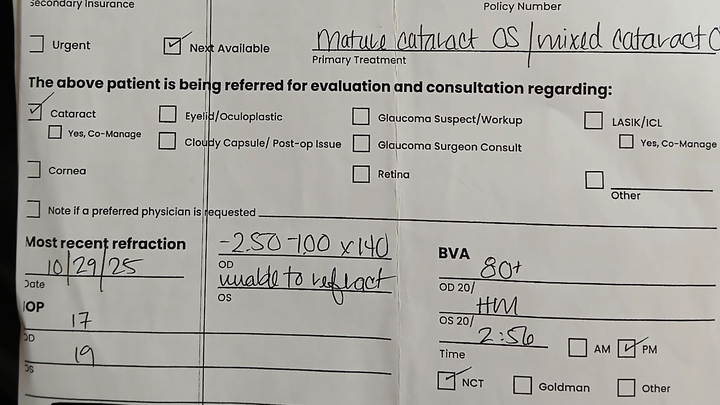 Secondary Insurance Policy Number
Urgent Next Available Mature cataract OS/mixed cataract O
Primary Treatment
The above patient is being referred for evaluation and consultation regarding:
Cataract Eyelid/Oculoplastic Glaucoma Suspect/Workup LASIK/ICL
Yes, Co-Manage Cloudy Capsule/ Post-op Issue Glaucoma Surgeon Consult Yes, Co-Manage
Cornea Retina
Other
Note if a preferred physician is requested
Most recent refraction -2.50 -1.00 x 140 BVA 80+
10/29/25 OD OD 20/
Date unable to refract HM
OS OS 20/
IOP 2:56 AM PM
17 Time
OD
19 NCT Goldman Other
OS